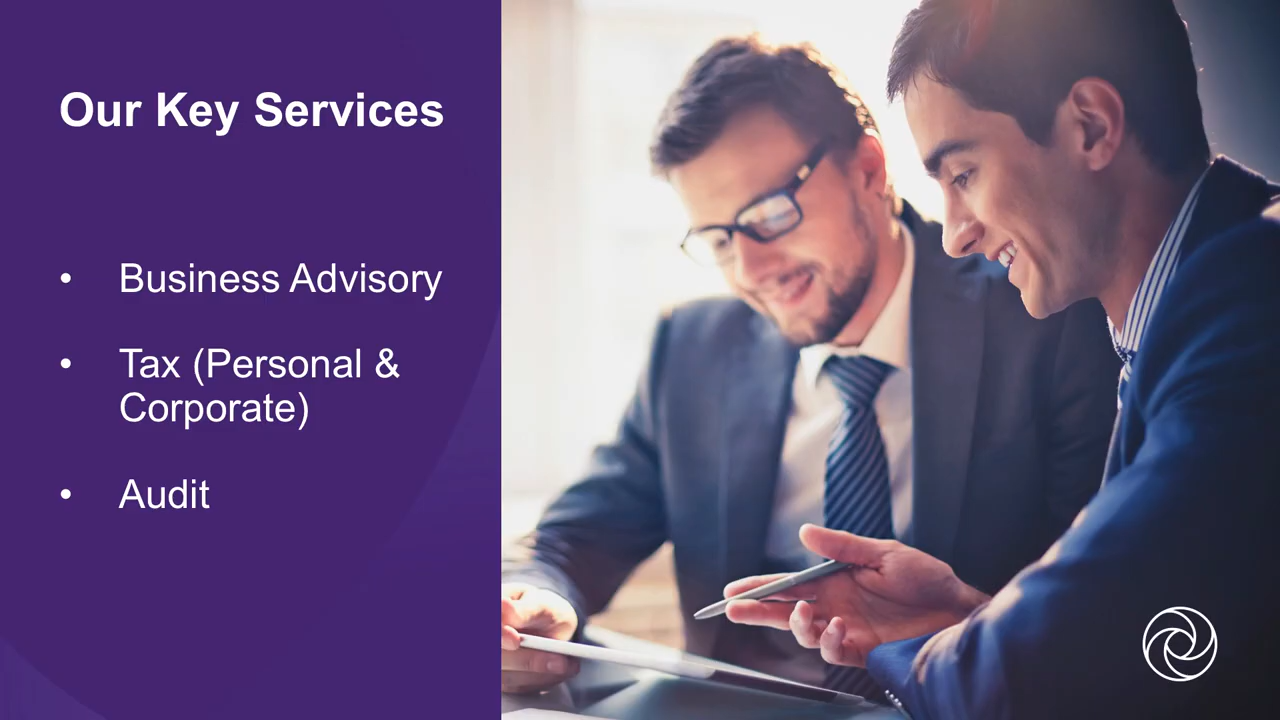 Our Key Services
• Business Advisory
• Tax (Personal &
Corporate)
• Audit